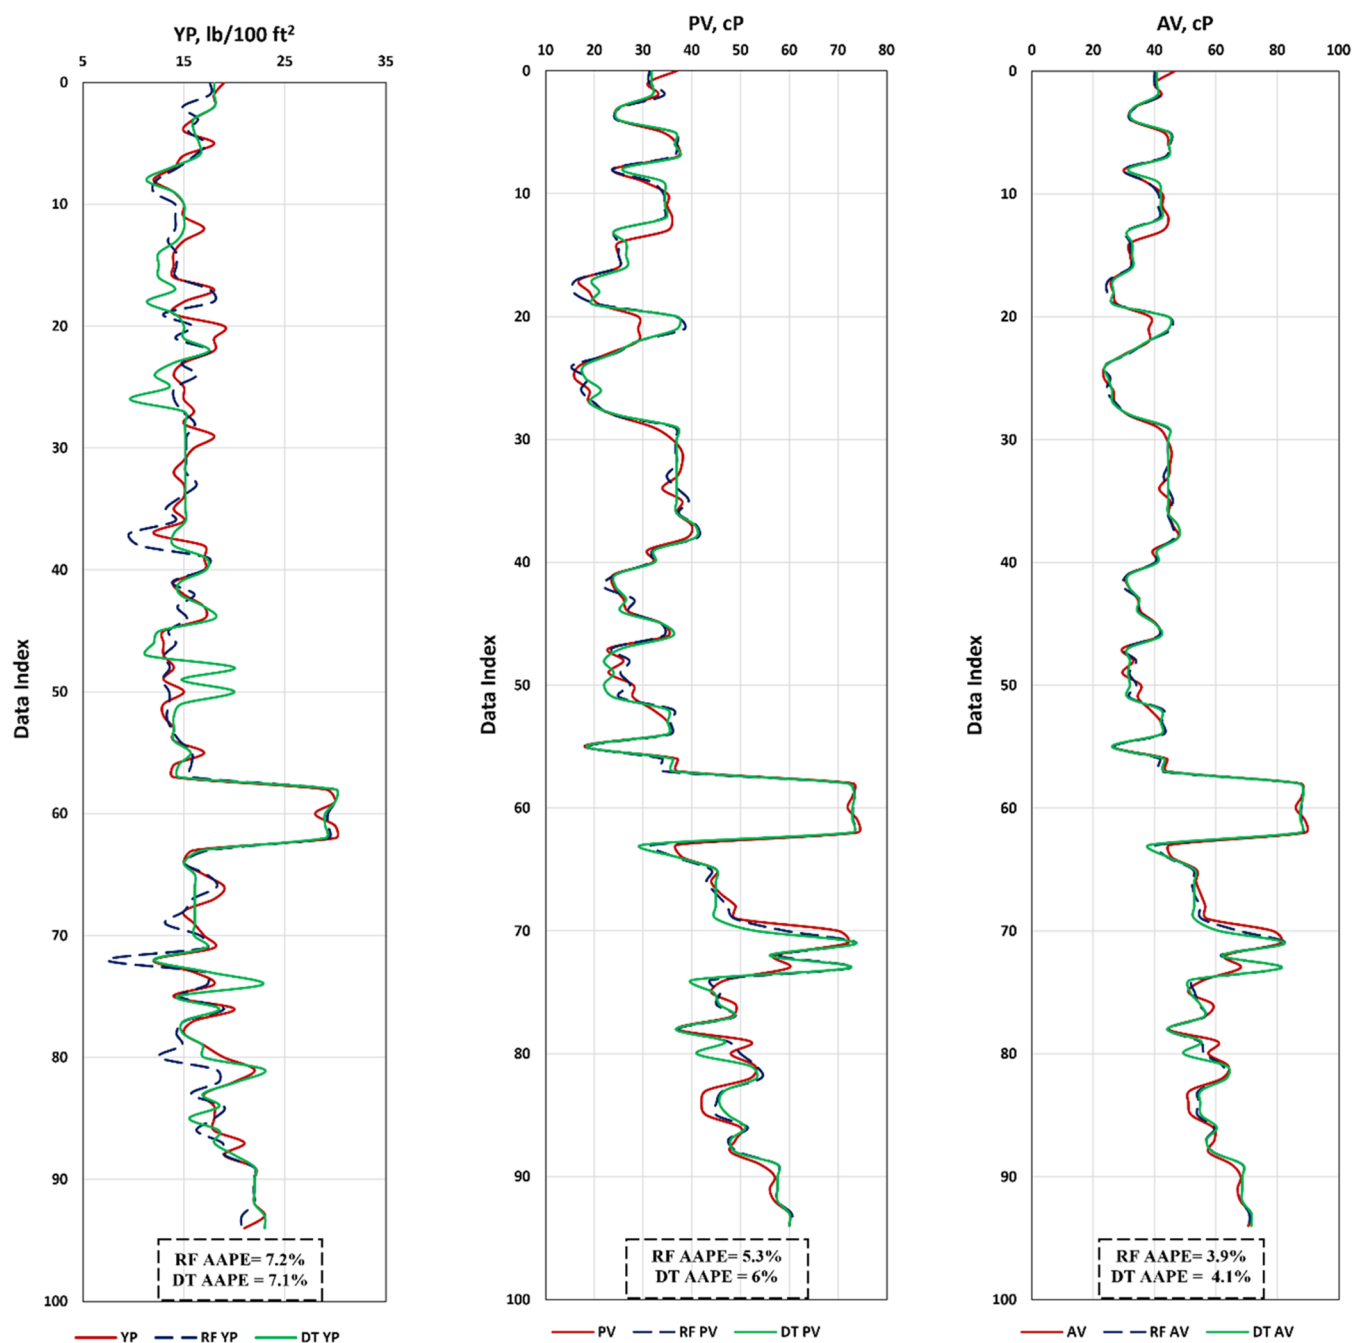 YP, lb/100 ft²
5 15 25 35
0
10
20
30
40
50
60
70
80
90
100
Data Index
RF AAPE= 7.2%
DT AAPE = 7.1%
YP RF YP DT YP
PV, cP
10 20 30 40 50 60 70 80
0
10
20
30
40
50
60
70
80
90
100
Data Index
RF AAPE= 5.3%
DT AAPE = 6%
PV RF PV DT PV
AV, cP
0 20 40 60 80 100
0
10
20
30
40
50
60
70
80
90
100
Data Index
RF AAPE= 3.9%
DT AAPE = 4.1%
AV RF AV DT AV